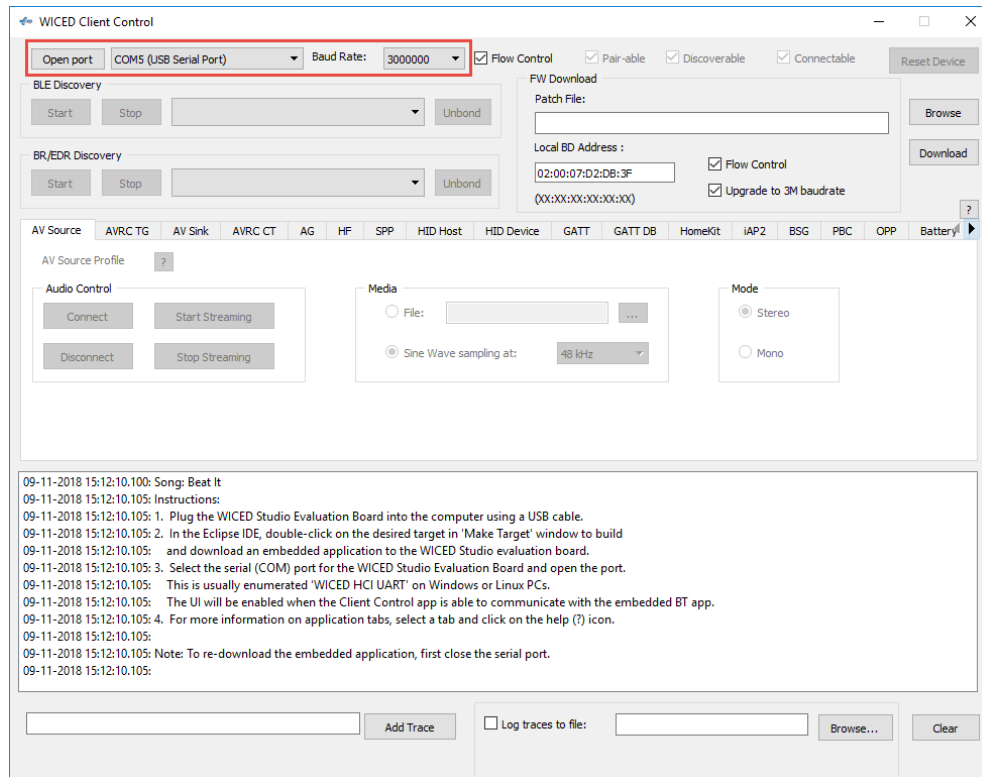 WICED Client Control
Open port COM5 (USB Serial Port) Baud Rate: 3000000 Flow Control Pair-able Discoverable Connectable Reset Device
BLE Discovery
Start Stop Unbond
FW Download
Patch File:
Browse
BR/EDR Discovery
Start Stop Unbond
Local BD Address :
02:00:07:D2:DB:3F
(XX:XX:XX:XX:XX:XX)
Flow Control
Upgrade to 3M baudrate
Download
?
AV Source AVRC TG AV Sink AVRC CT AG HF SPP HID Host HID Device GATT GATT DB HomeKit iAP2 BSG PBC OPP Battery
AV Source Profile ?
Audio Control
Connect Start Streaming
Disconnect Stop Streaming
Media
File: ...
Sine Wave sampling at: 48 kHz
Mode
Stereo
Mono
09-11-2018 15:12:10.100: Song: Beat It
09-11-2018 15:12:10.105: Instructions:
09-11-2018 15:12:10.105: 1. Plug the WICED Studio Evaluation Board into the computer using a USB cable.
09-11-2018 15:12:10.105: 2. In the Eclipse IDE, double-click on the desired target in 'Make Target' window to build
09-11-2018 15:12:10.105: and download an embedded application to the WICED Studio evaluation board.
09-11-2018 15:12:10.105: 3. Select the serial (COM) port for the WICED Studio Evaluation Board and open the port.
09-11-2018 15:12:10.105: This is usually enumerated 'WICED HCI UART' on Windows or Linux PCs.
09-11-2018 15:12:10.105: The UI will be enabled when the Client Control app is able to communicate with the embedded BT app.
09-11-2018 15:12:10.105: 4. For more information on application tabs, select a tab and click on the help (?) icon.
09-11-2018 15:12:10.105:
09-11-2018 15:12:10.105: Note: To re-download the embedded application, first close the serial port.
09-11-2018 15:12:10.105:
Add Trace Log traces to file: Browse... Clear